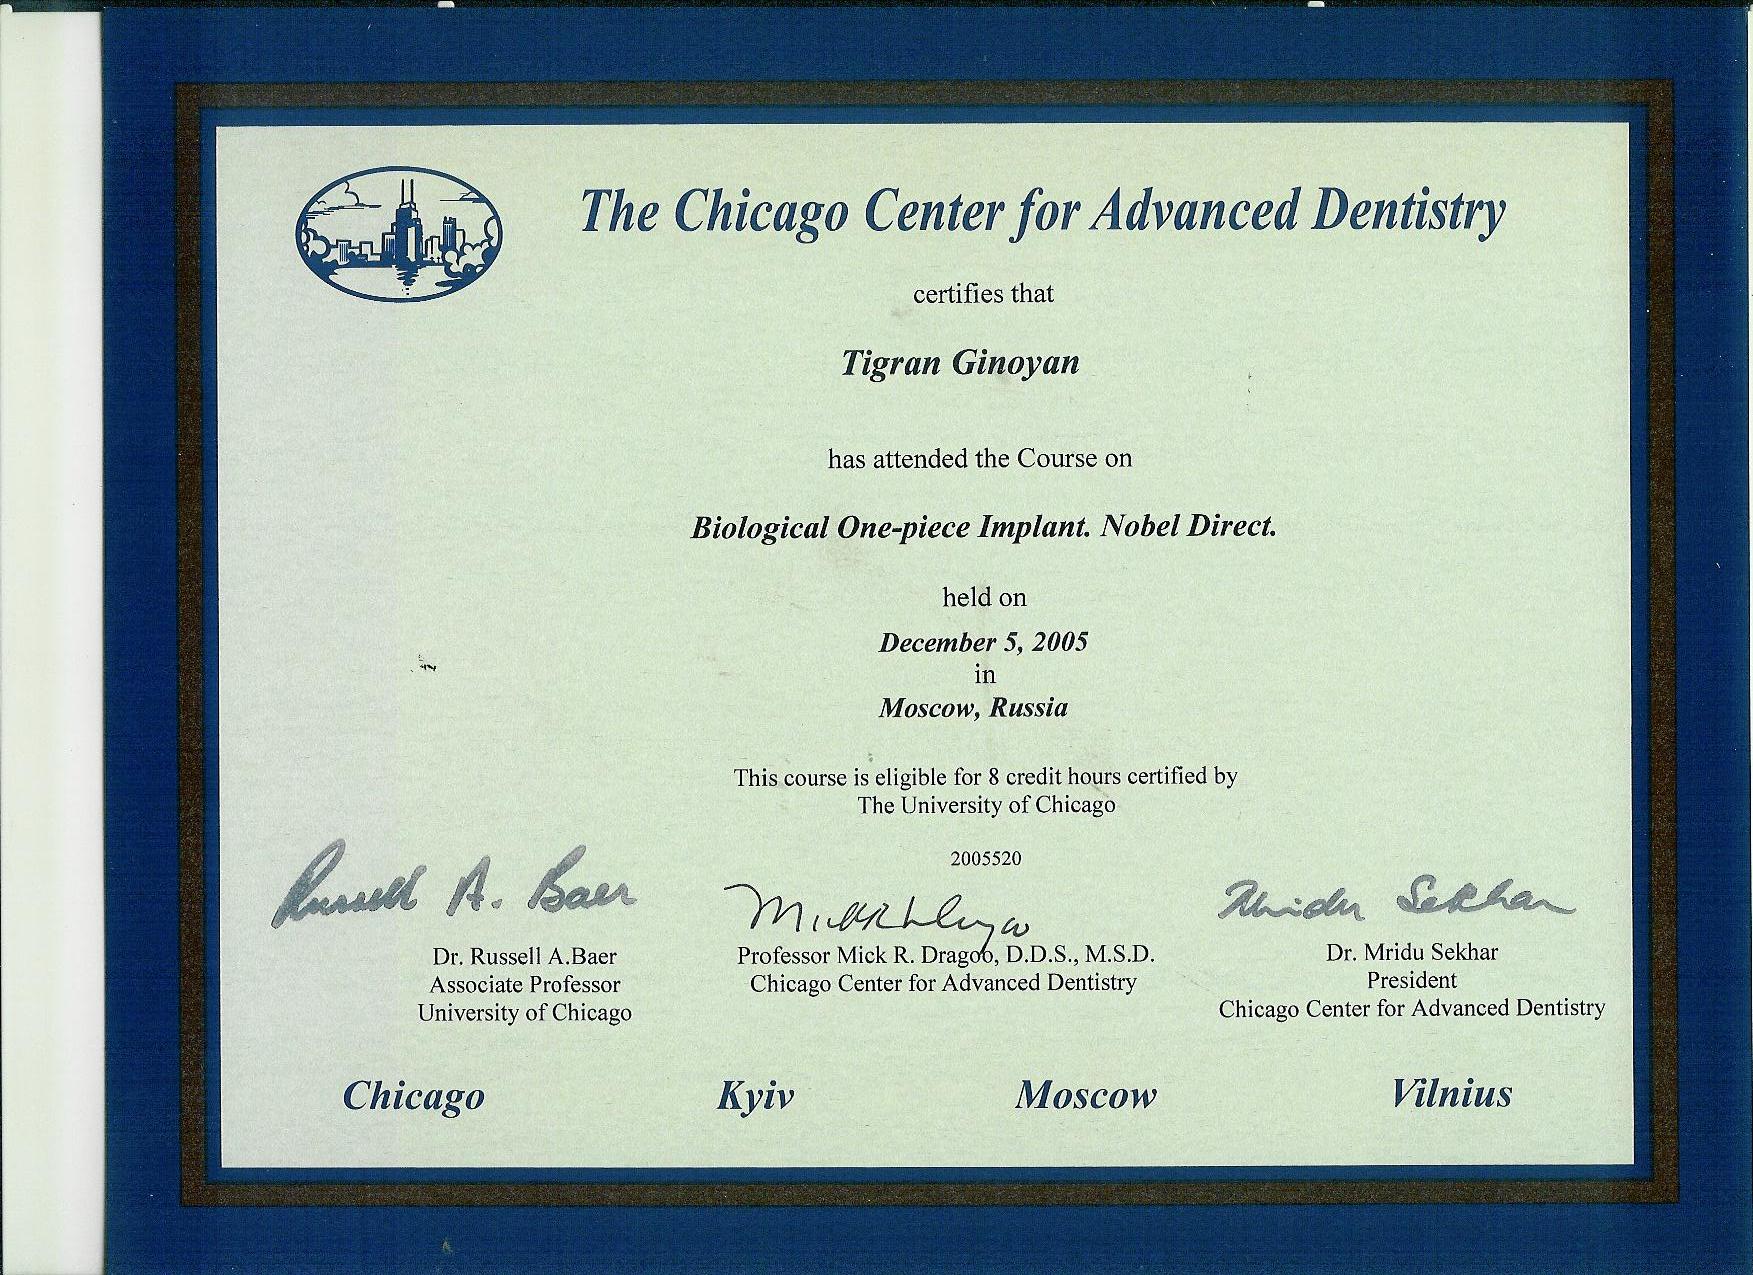 The Chicago Center for Advanced Dentistry
certifies that
Tigran Ginoyan
has attended the Course on
Biological One-piece Implant. Nobel Direct.
held on
December 5, 2005
in
Moscow, Russia
This course is eligible for 8 credit hours certified by
The University of Chicago
2005520
Russell A. Baer
Dr. Russell A.Baer
Associate Professor
University of Chicago
Mick R. Dragoo
Professor Mick R. Dragoo, D.D.S., M.S.D.
Chicago Center for Advanced Dentistry
Mridu Sekhar
Dr. Mridu Sekhar
President
Chicago Center for Advanced Dentistry
Chicago Kyiv Moscow Vilnius